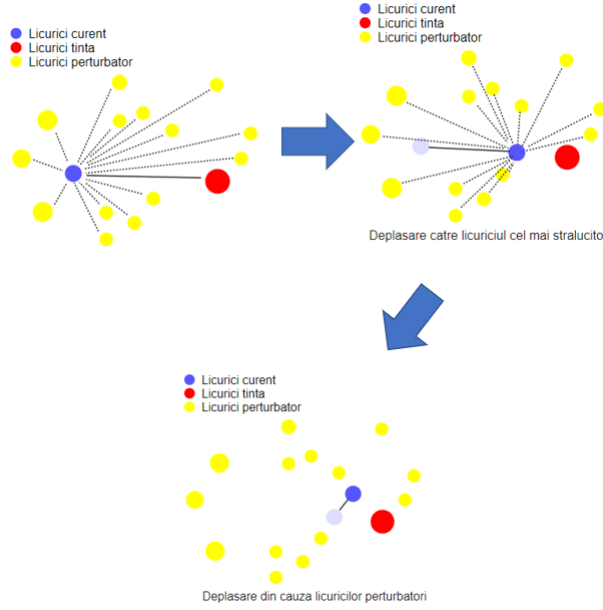 Licurici curent
Licurici tinta
Licurici perturbator
Licurici curent
Licurici tinta
Licurici perturbator
Deplasare catre licuriciul cel mai stralucito
Licurici curent
Licurici tinta
Licurici perturbator
Deplasare din cauza licuricilor perturbatori